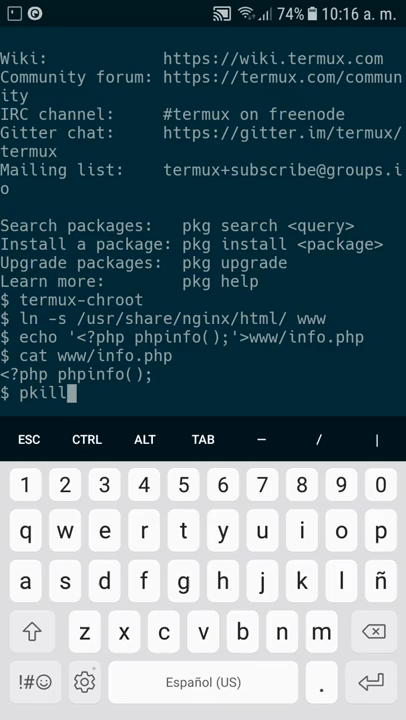 74% 10:16 a. m.
Wiki: https://wiki.termux.com
Community forum: https://termux.com/commun
ity
IRC channel: #termux on freenode
Gitter chat: https://gitter.im/termux/
termux
Mailing list: termux+subscribe@groups.i
o
Search packages: pkg search <query>
Install a package: pkg install <package>
Upgrade packages: pkg upgrade
Learn more: pkg help
$ termux-chroot
$ ln -s /usr/share/nginx/html/ www
$ echo '<?php phpinfo();'>www/info.php
$ cat www/info.php
<?php phpinfo();
$ pkill
ESC CTRL ALT TAB — / |
1 2 3 4 5 6 7 8 9 0
q w e r t y u i o p
a s d f g h j k l ñ
z x c v b n m
!#☺ Español (US) .